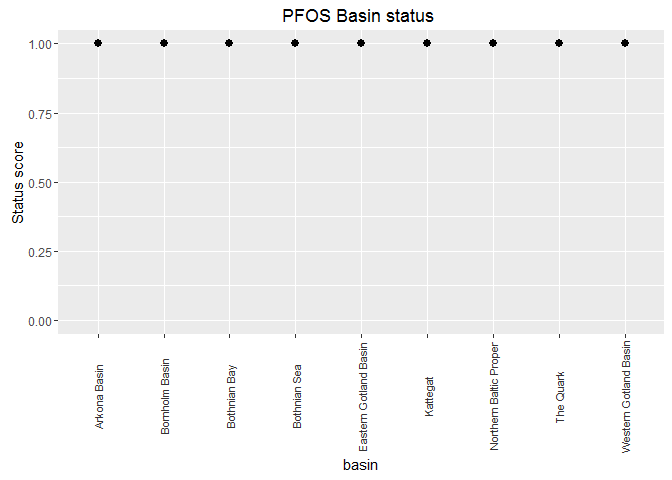 PFOS Basin status
Status score
1.00
0.75
0.50
0.25
0.00
Arkona Basin
Bornholm Basin
Bothnian Bay
Bothnian Sea
Eastern Gotland Basin
Kattegat
Northern Baltic Proper
The Quark
Western Gotland Basin
basin